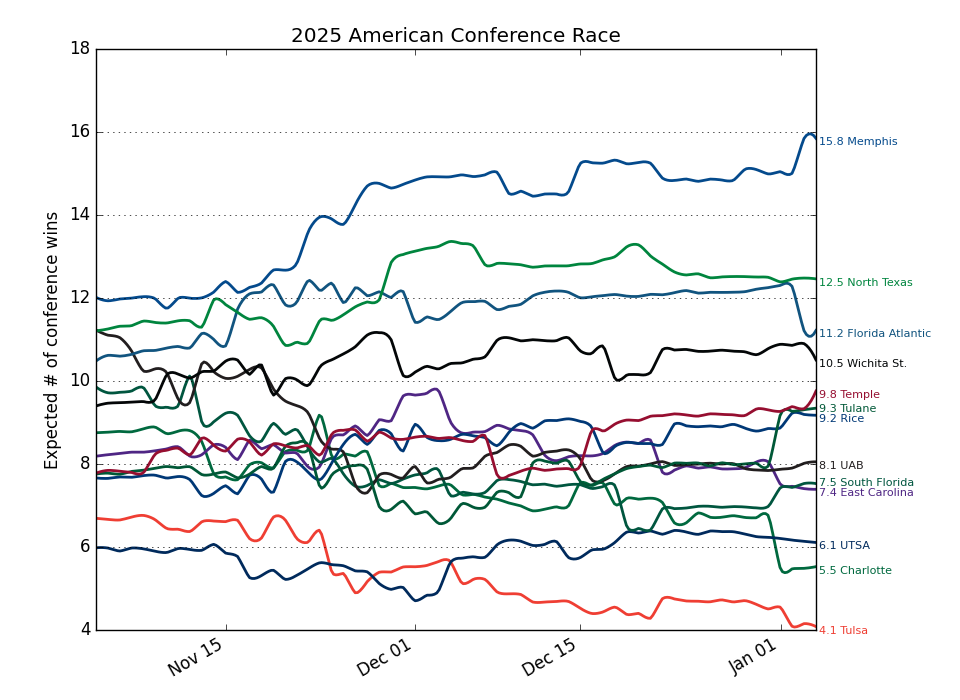 2025 American Conference Race
Expected # of conference wins
18
16
14
12
10
8
6
4
Nov 15
Dec 01
Dec 15
Jan 01
15.8 Memphis
12.5 North Texas
11.2 Florida Atlantic
10.5 Wichita St.
9.8 Temple
9.3 Tulane
9.2 Rice
8.1 UAB
7.5 South Florida
7.4 East Carolina
6.1 UTSA
5.5 Charlotte
4.1 Tulsa